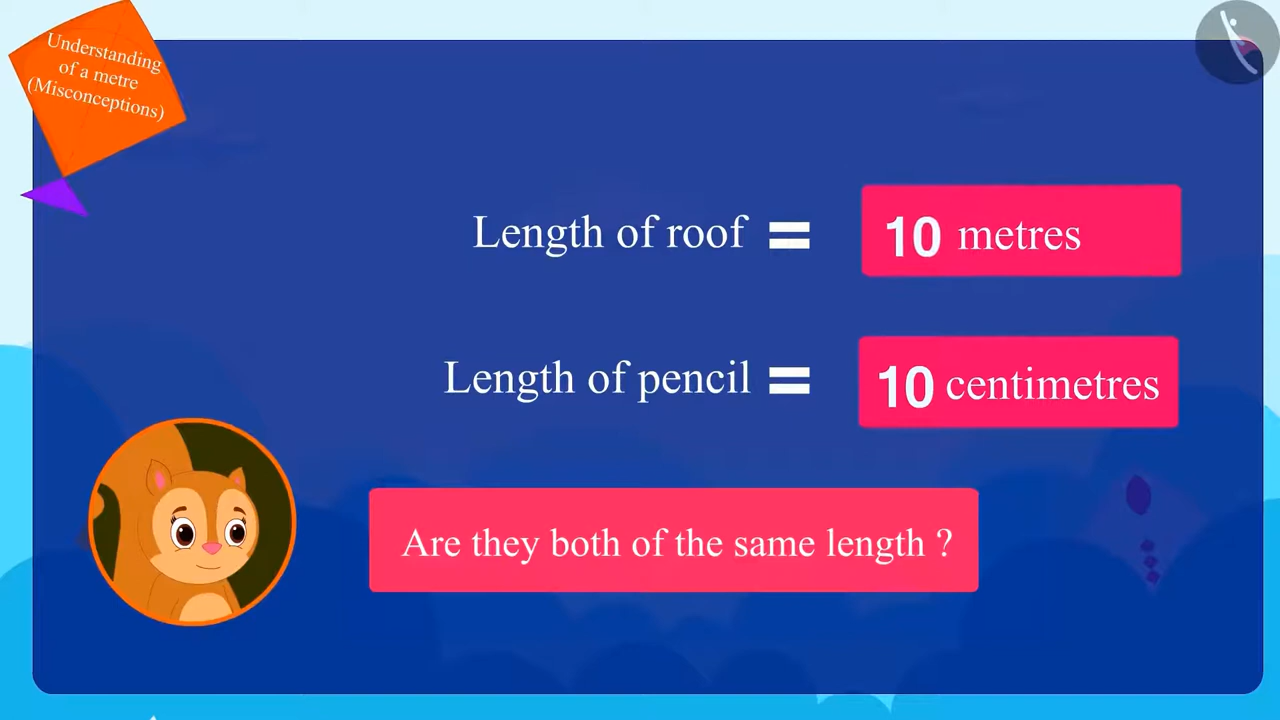 Understanding
of a metre
(Misconceptions)
Length of roof = 10 metres
Length of pencil = 10 centimetres
Are they both of the same length ?